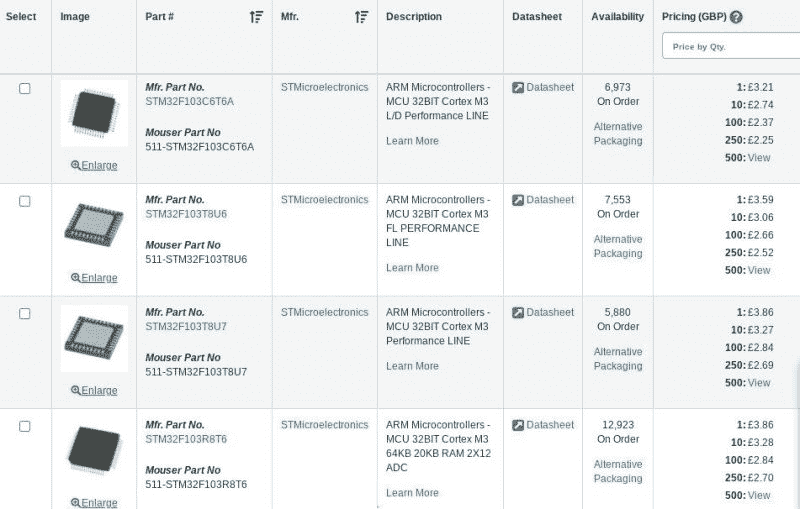 Select Image Part # Mfr. Description Datasheet Availability Pricing (GBP) ?
Price by Qty.
Mfr. Part No.
STM32F103C6T6A
Mouser Part No
511-STM32F103C6T6A
Enlarge
STMicroelectronics
ARM Microcontrollers -
MCU 32BIT Cortex M3
L/D Performance LINE
Learn More
Datasheet
6,973
On Order
Alternative
Packaging
1: £3.21
10: £2.74
100: £2.37
250: £2.25
500: View
Mfr. Part No.
STM32F103T8U6
Mouser Part No
511-STM32F103T8U6
Enlarge
STMicroelectronics
ARM Microcontrollers -
MCU 32BIT Cortex M3
FL PERFORMANCE
LINE
Learn More
Datasheet
7,553
On Order
Alternative
Packaging
1: £3.59
10: £3.06
100: £2.66
250: £2.52
500: View
Mfr. Part No.
STM32F103T8U7
Mouser Part No
511-STM32F103T8U7
Enlarge
STMicroelectronics
ARM Microcontrollers -
MCU 32BIT Cortex M3
Performance LINE
Learn More
Datasheet
5,880
On Order
Alternative
Packaging
1: £3.86
10: £3.27
100: £2.84
250: £2.69
500: View
Mfr. Part No.
STM32F103R8T6
Mouser Part No
511-STM32F103R8T6
Enlarge
STMicroelectronics
ARM Microcontrollers -
MCU 32BIT Cortex M3
64KB 20KB RAM 2X12
ADC
Learn More
Datasheet
12,923
On Order
Alternative
Packaging
1: £3.86
10: £3.28
100: £2.84
250: £2.70
500: View